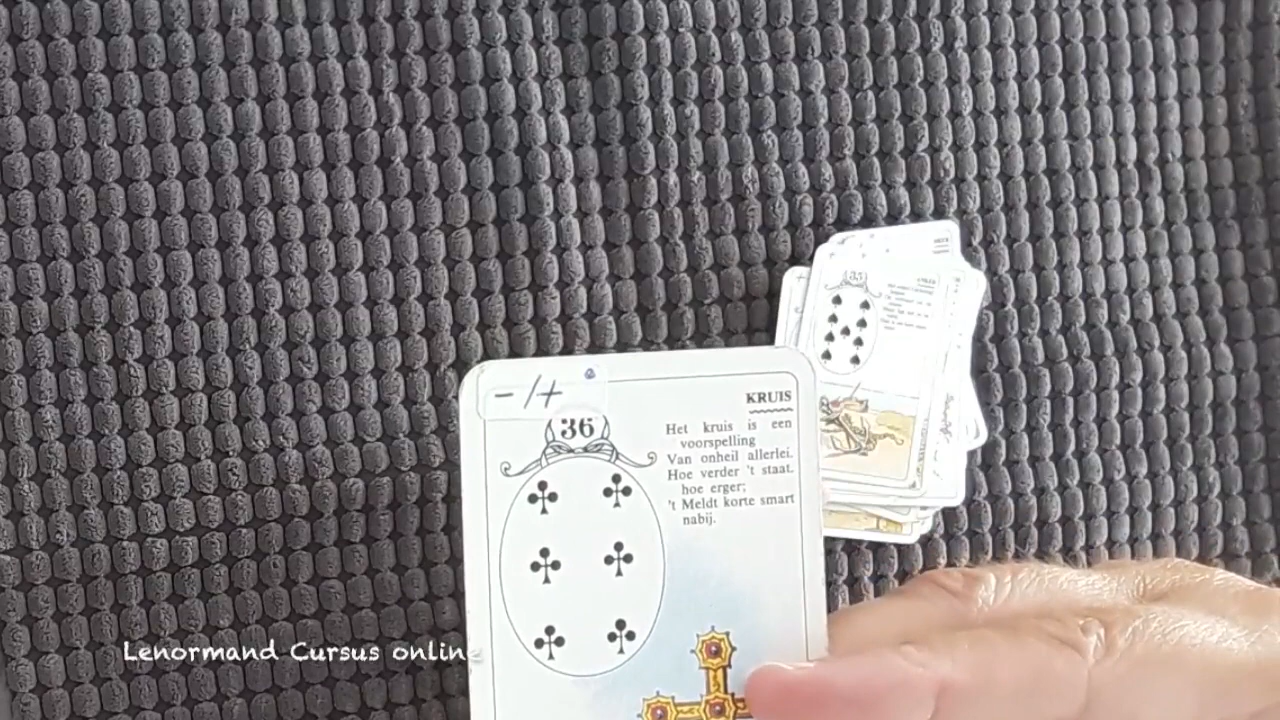 -/+
36
KRUIS
Het kruis is een
voorspelling
Van onheil allerlei.
Hoe verder 't staat.
hoe erger;
't Meldt korte smart
nabij.
35
Lenormand Cursus online